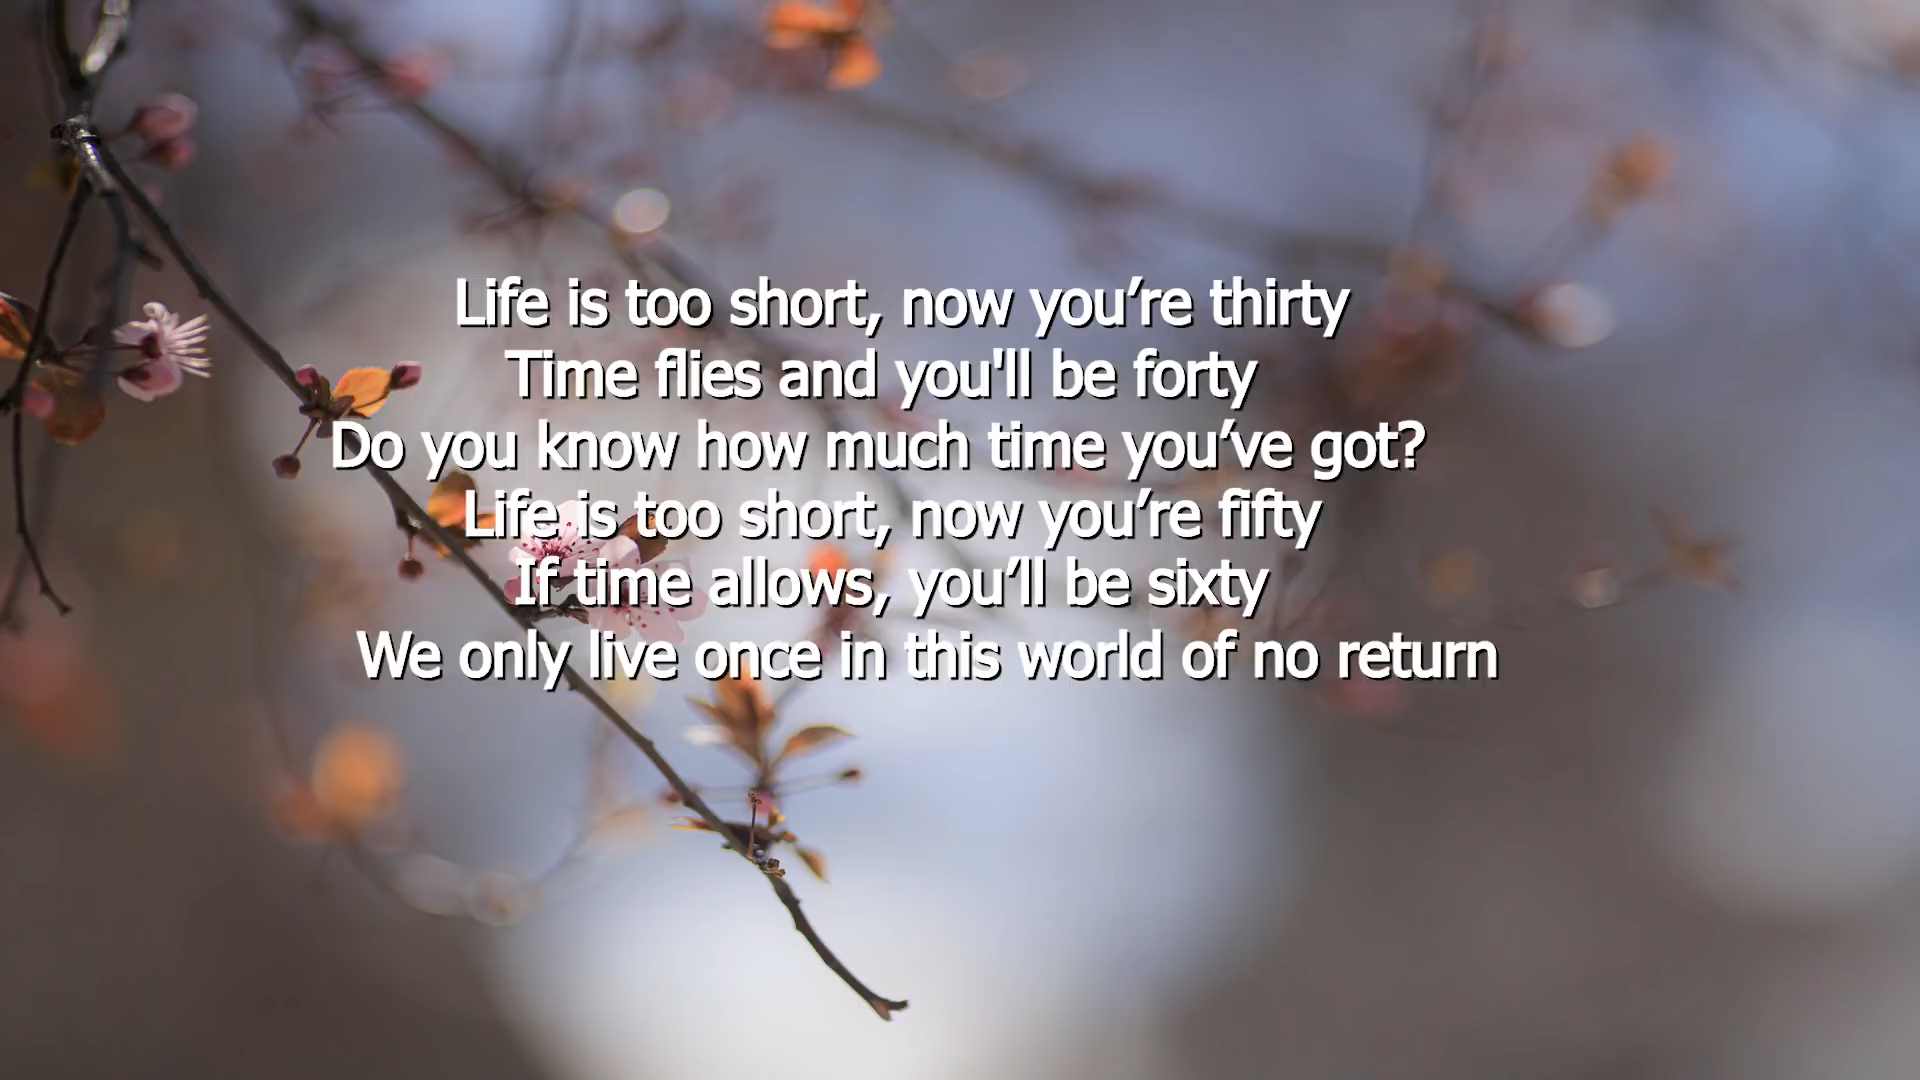 Life is too short, now you’re thirty
Time flies and you'll be forty
Do you know how much time you’ve got?
Life is too short, now you’re fifty
If time allows, you’ll be sixty
We only live once in this world of no return